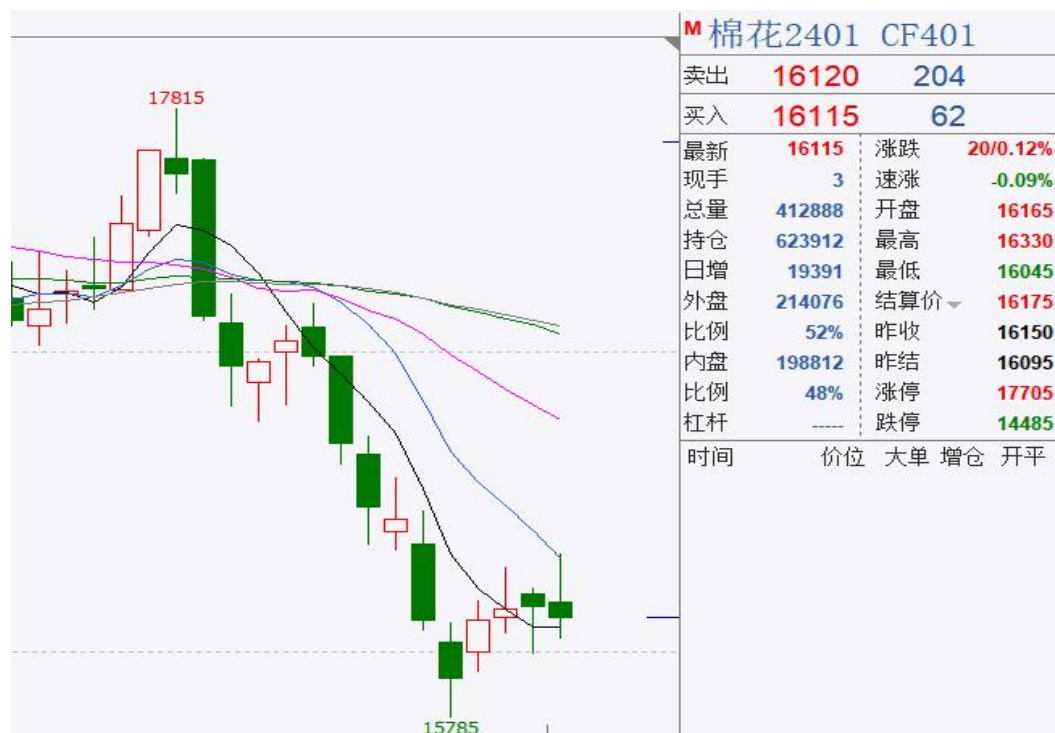 17815
15785
M 棉花2401 CF401
卖出 16120 204
买入 16115 62
最新 16115 涨跌 20/0.12%
现手 3 速涨 -0.09%
总量 412888 开盘 16165
持仓 623912 最高 16330
日增 19391 最低 16045
外盘 214076 结算价 16175
比例 52% 昨收 16150
内盘 198812 昨结 16095
比例 48% 涨停 17705
杠杆 ----- 跌停 14485
时间 价位 大单 增仓 开平